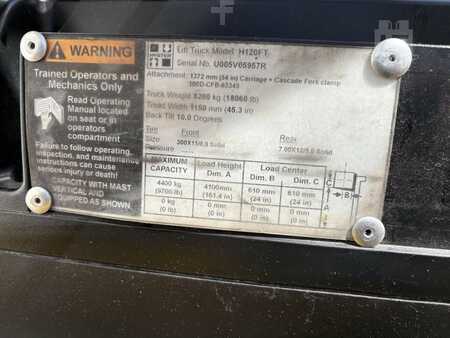 WARNING
Trained Operators and
Mechanics Only
Read Operating
Manual located
on seat or in
operators
compartment
Failure to follow operating,
inspection, and maintenance
instructions can cause
serious injury or death!
CAPACITY WITH MAST
VERTICAL AND
EQUIPPED AS SHOWN.
HYSTER
Lift Truck Model H120FT
Serial No. U005V05957R
Attachment: 1372 mm (54 in) Carriage + Cascade Fork clamp
Truck Weight 8200 kg (18060 lb)
Tread Width 1150 mm (45.3 in)
Back Tilt 10.0 Degrees
Type Front Rear
Size: 300X15/8.0 Solid 7.00X12/5.0 Solid
Pressure
MAXIMUM CAPACITY Load Height Dim. A Load Center Dim. B Dim. C
4400 kg 4100mm 610 mm 610 mm
(9700 lb) (161.4 in) (24 in) (24 in)
0 kg 0 mm 0 mm 0 mm
(0 lb) (0 in) (0 in) (0 in)
C
B
A